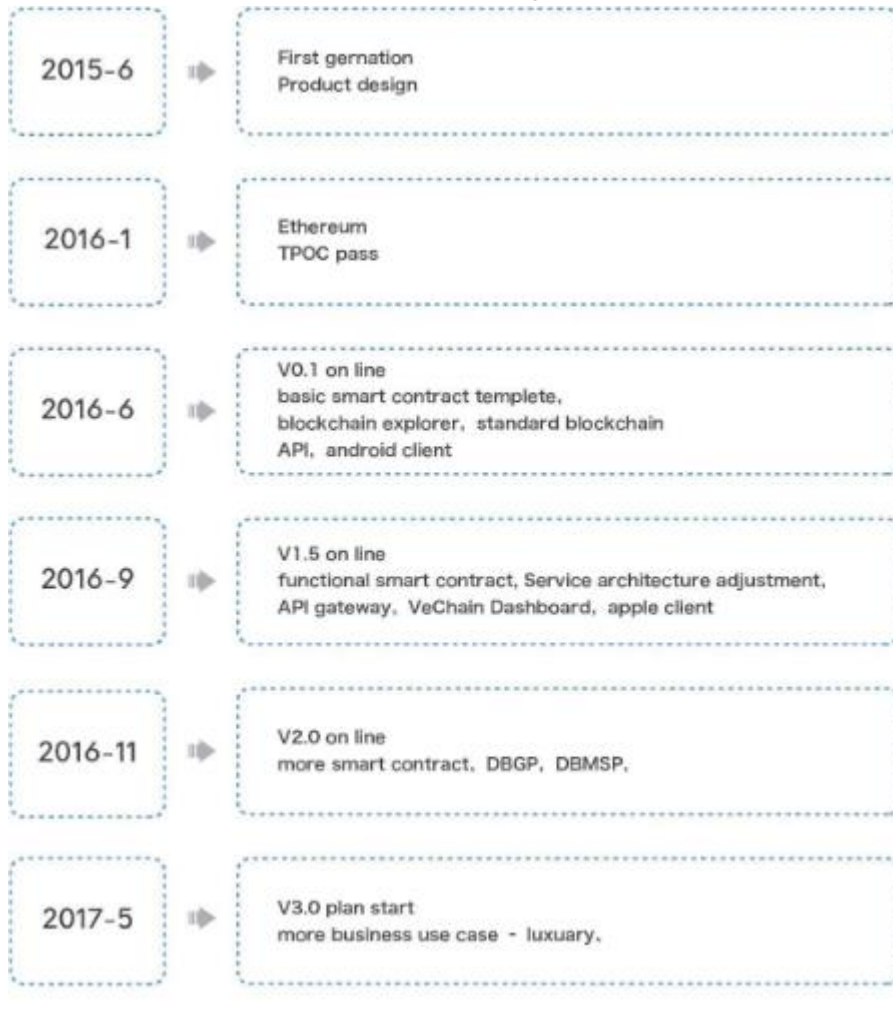 2015-6
First gernation
Product design
2016-1
Ethereum
TPOC pass
2016-6
V0.1 on line
basic smart contract templete,
blockchain explorer, standard blockchain
API, android client
2016-9
V1.5 on line
functional smart contract, Service architecture adjustment,
API gateway, VeChain Dashboard, apple client
2016-11
V2.0 on line
more smart contract, DBGP, DBMSP,
2017-5
V3.0 plan start
more business use case - luxuary,